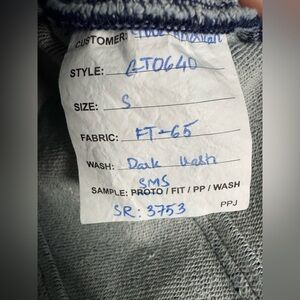 CUSTOMER:
STYLE: GT0640
SIZE: S
FABRIC: FT-65
WASH: Dark Wash
SMS
SAMPLE: PROTO / FIT / PP / WASH
SR: 3753 PPJ